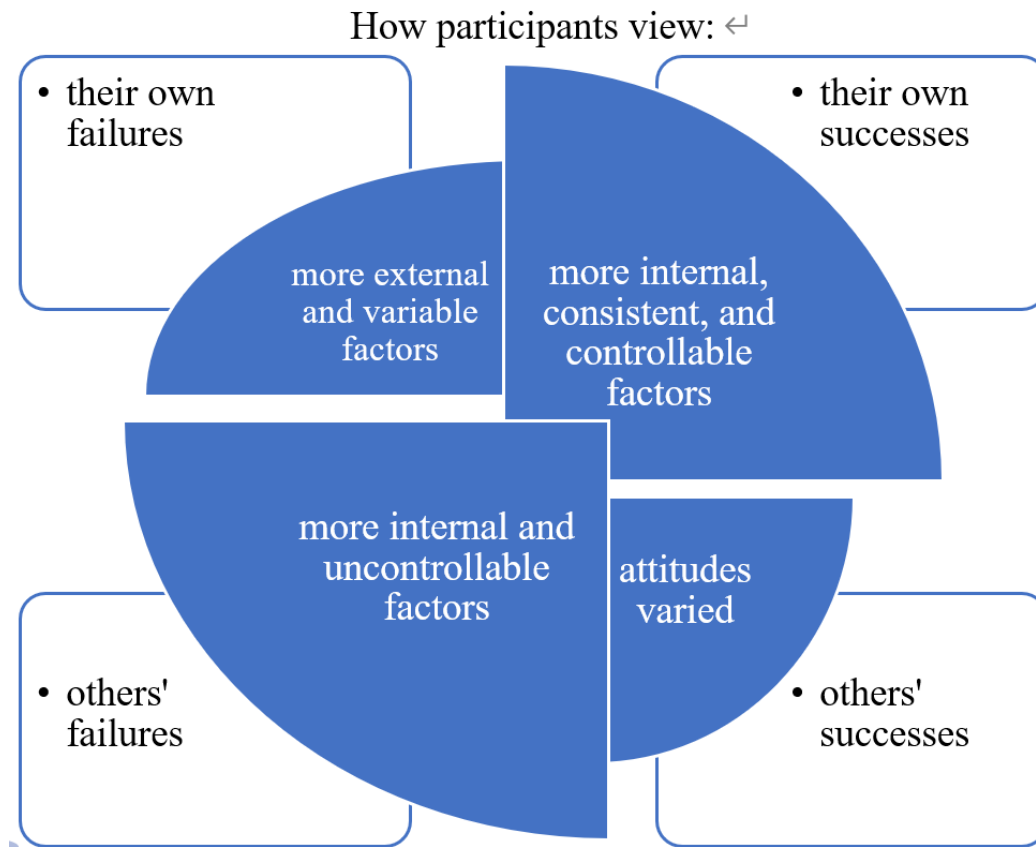 How participants view: ↵
• their own
failures
• their own
successes
more external
and variable
factors
more internal,
consistent, and
controllable
factors
more internal and
uncontrollable
factors
attitudes
varied
• others'
failures
• others'
successes